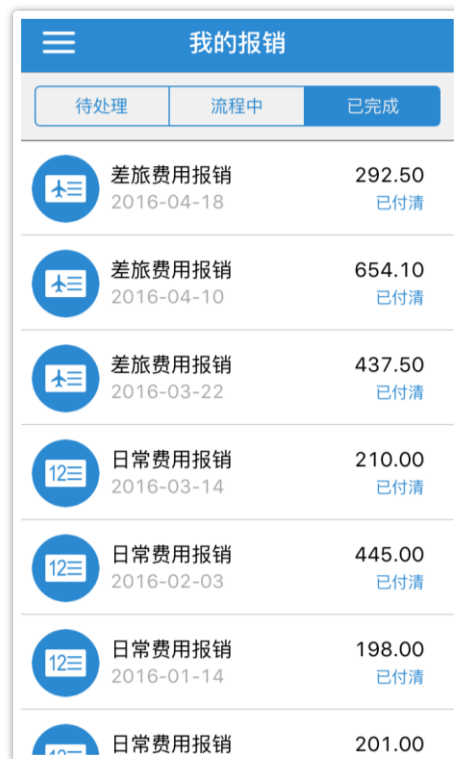 我的报销
待处理 流程中 已完成
差旅费用报销 292.50
2016-04-18 已付清
差旅费用报销 654.10
2016-04-10 已付清
差旅费用报销 437.50
2016-03-22 已付清
12 日常费用报销 210.00
2016-03-14 已付清
12 日常费用报销 445.00
2016-02-03 已付清
12 日常费用报销 198.00
2016-01-14 已付清
日常费用报销 201.00